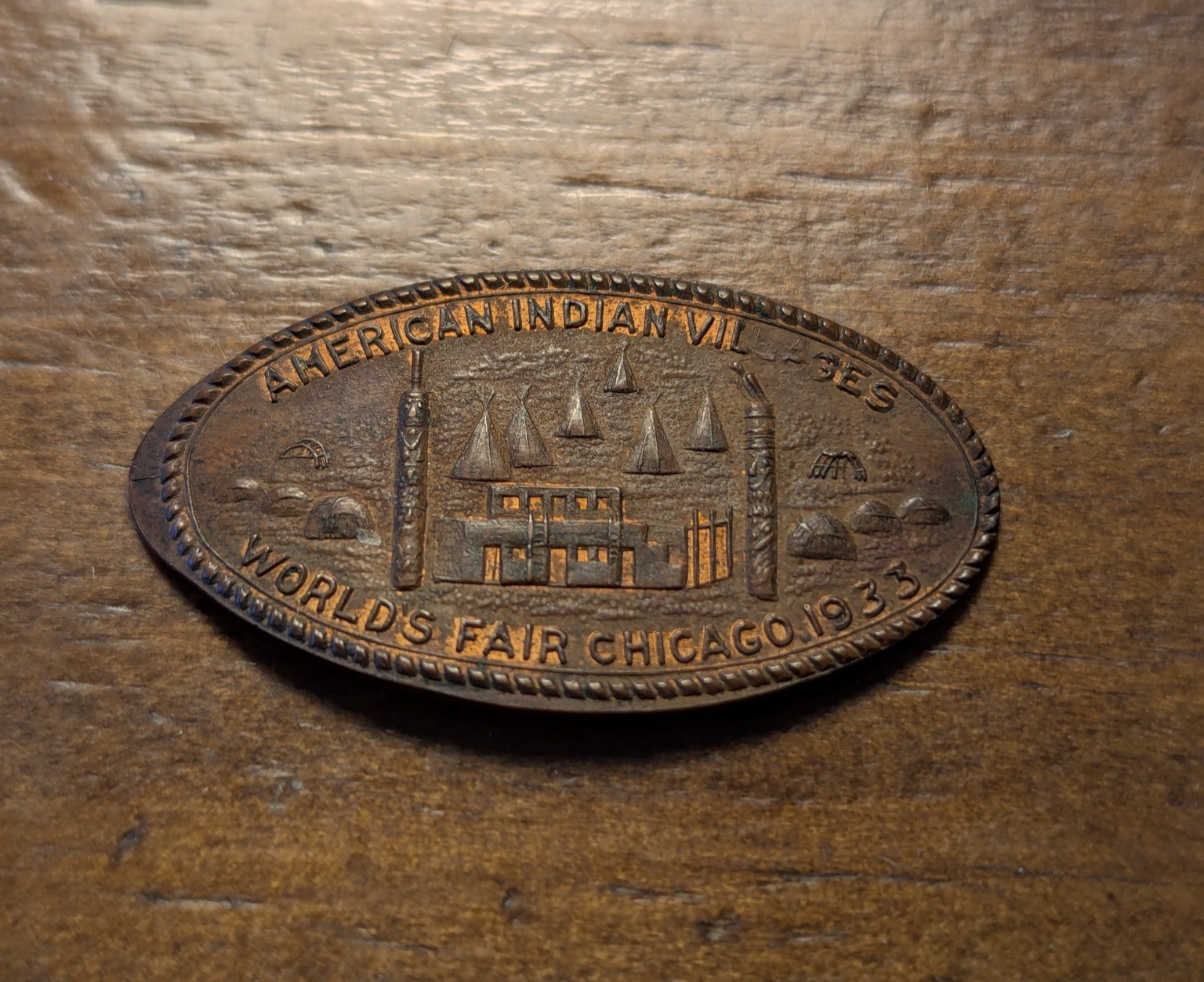 AMERICAN INDIAN VILLAGES
WORLD'S FAIR CHICAGO.1933